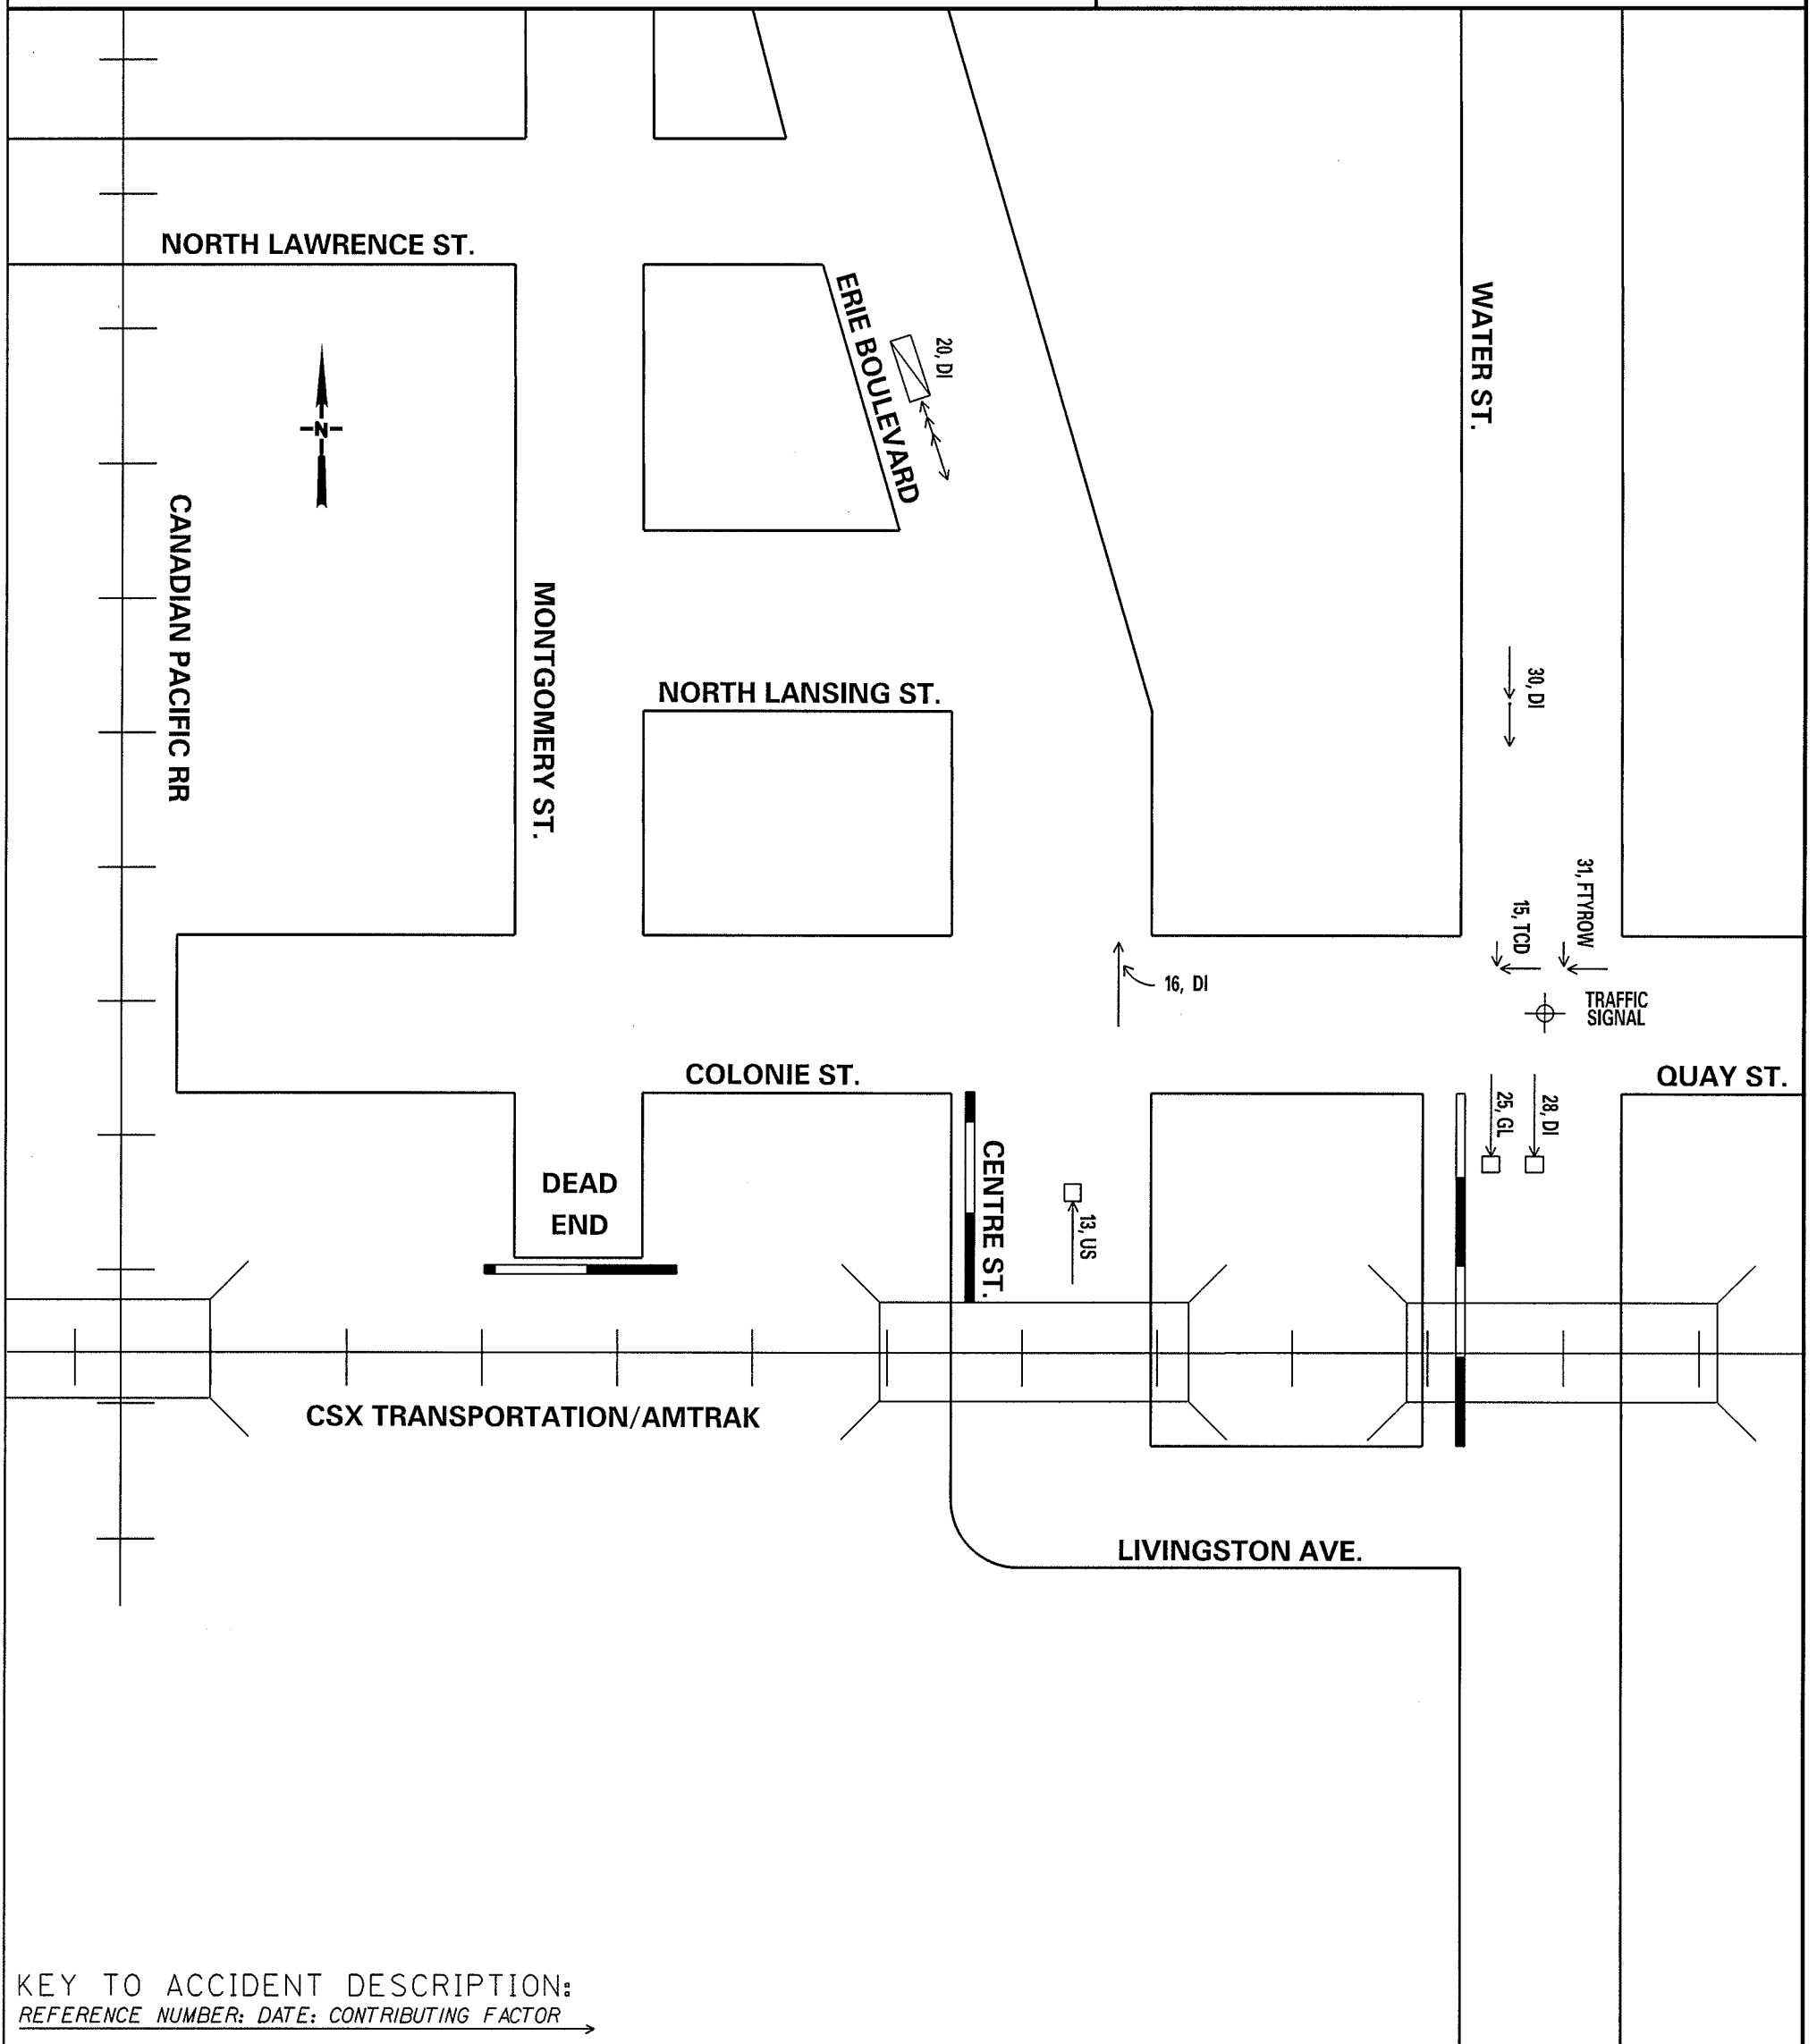 NORTH LAWRENCE ST.
ERIE BOULEVARD
20, DI
WATER ST.
N
CANADIAN PACIFIC RR
MONTGOMERY ST.
NORTH LANSING ST.
30, DI
31, FTYROW
15, TCD
16, DI
TRAFFIC
SIGNAL
COLONIE ST.
QUAY ST.
25, GL
28, DI
CENTRE ST.
13, US
DEAD
END
CSX TRANSPORTATION/AMTRAK
LIVINGSTON AVE.
KEY TO ACCIDENT DESCRIPTION:
REFERENCE NUMBER: DATE: CONTRIBUTING FACTOR